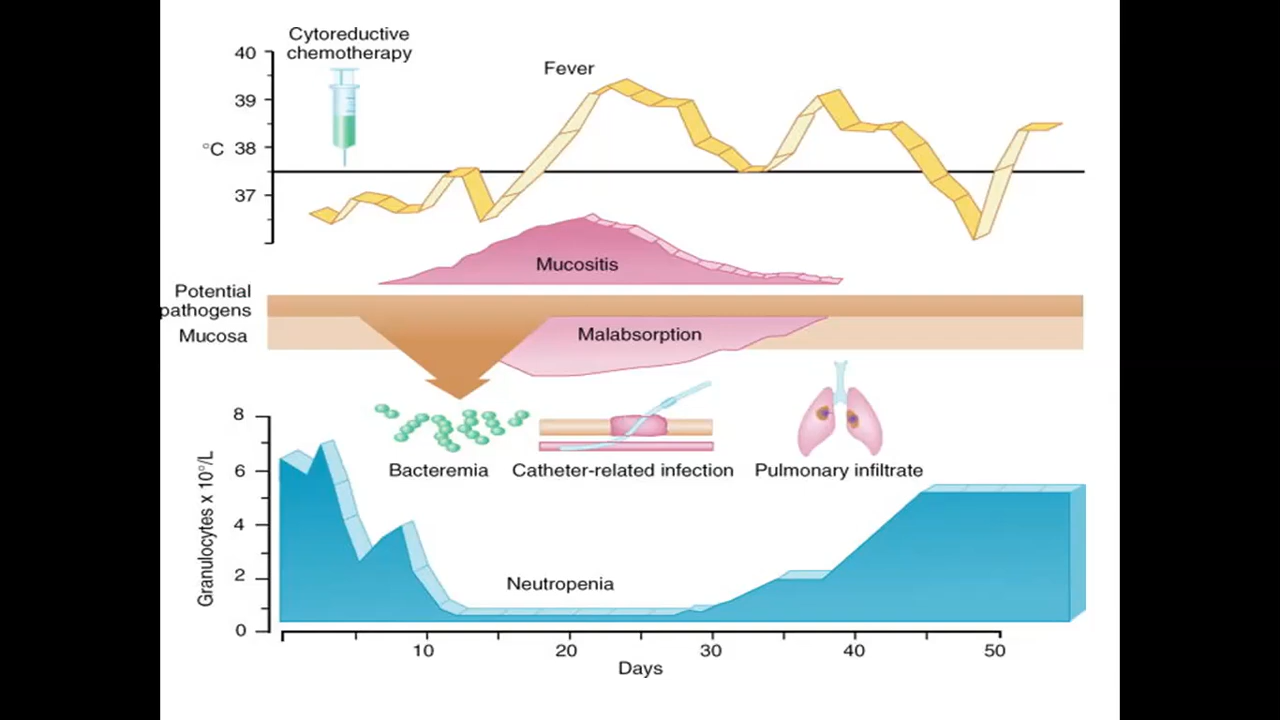 Cytoreductive
chemotherapy
Fever
40
39
°C 38
37
Mucositis
Potential
pathogens
Malabsorption
Mucosa
Bacteremia
Catheter-related infection
Pulmonary infiltrate
8
6
4
2
0
Granulocytes x 10°/L
Neutropenia
10
20
30
40
50
Days